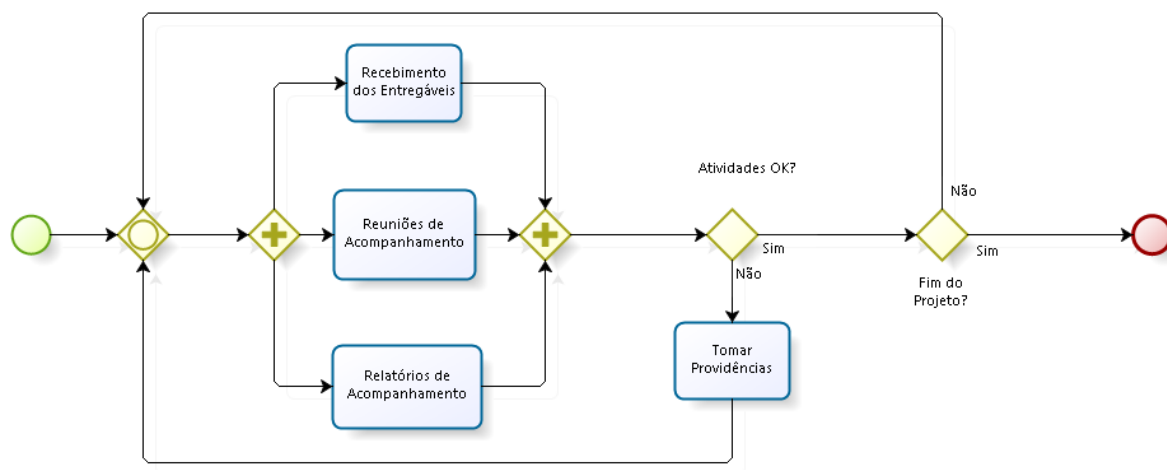 Recebimento
dos Entregáveis
Atividades OK?
Não
Reuniões de
Acompanhamento
Sim
Sim
Não
Fim do
Projeto?
Tomar
Providências
Relatórios de
Acompanhamento